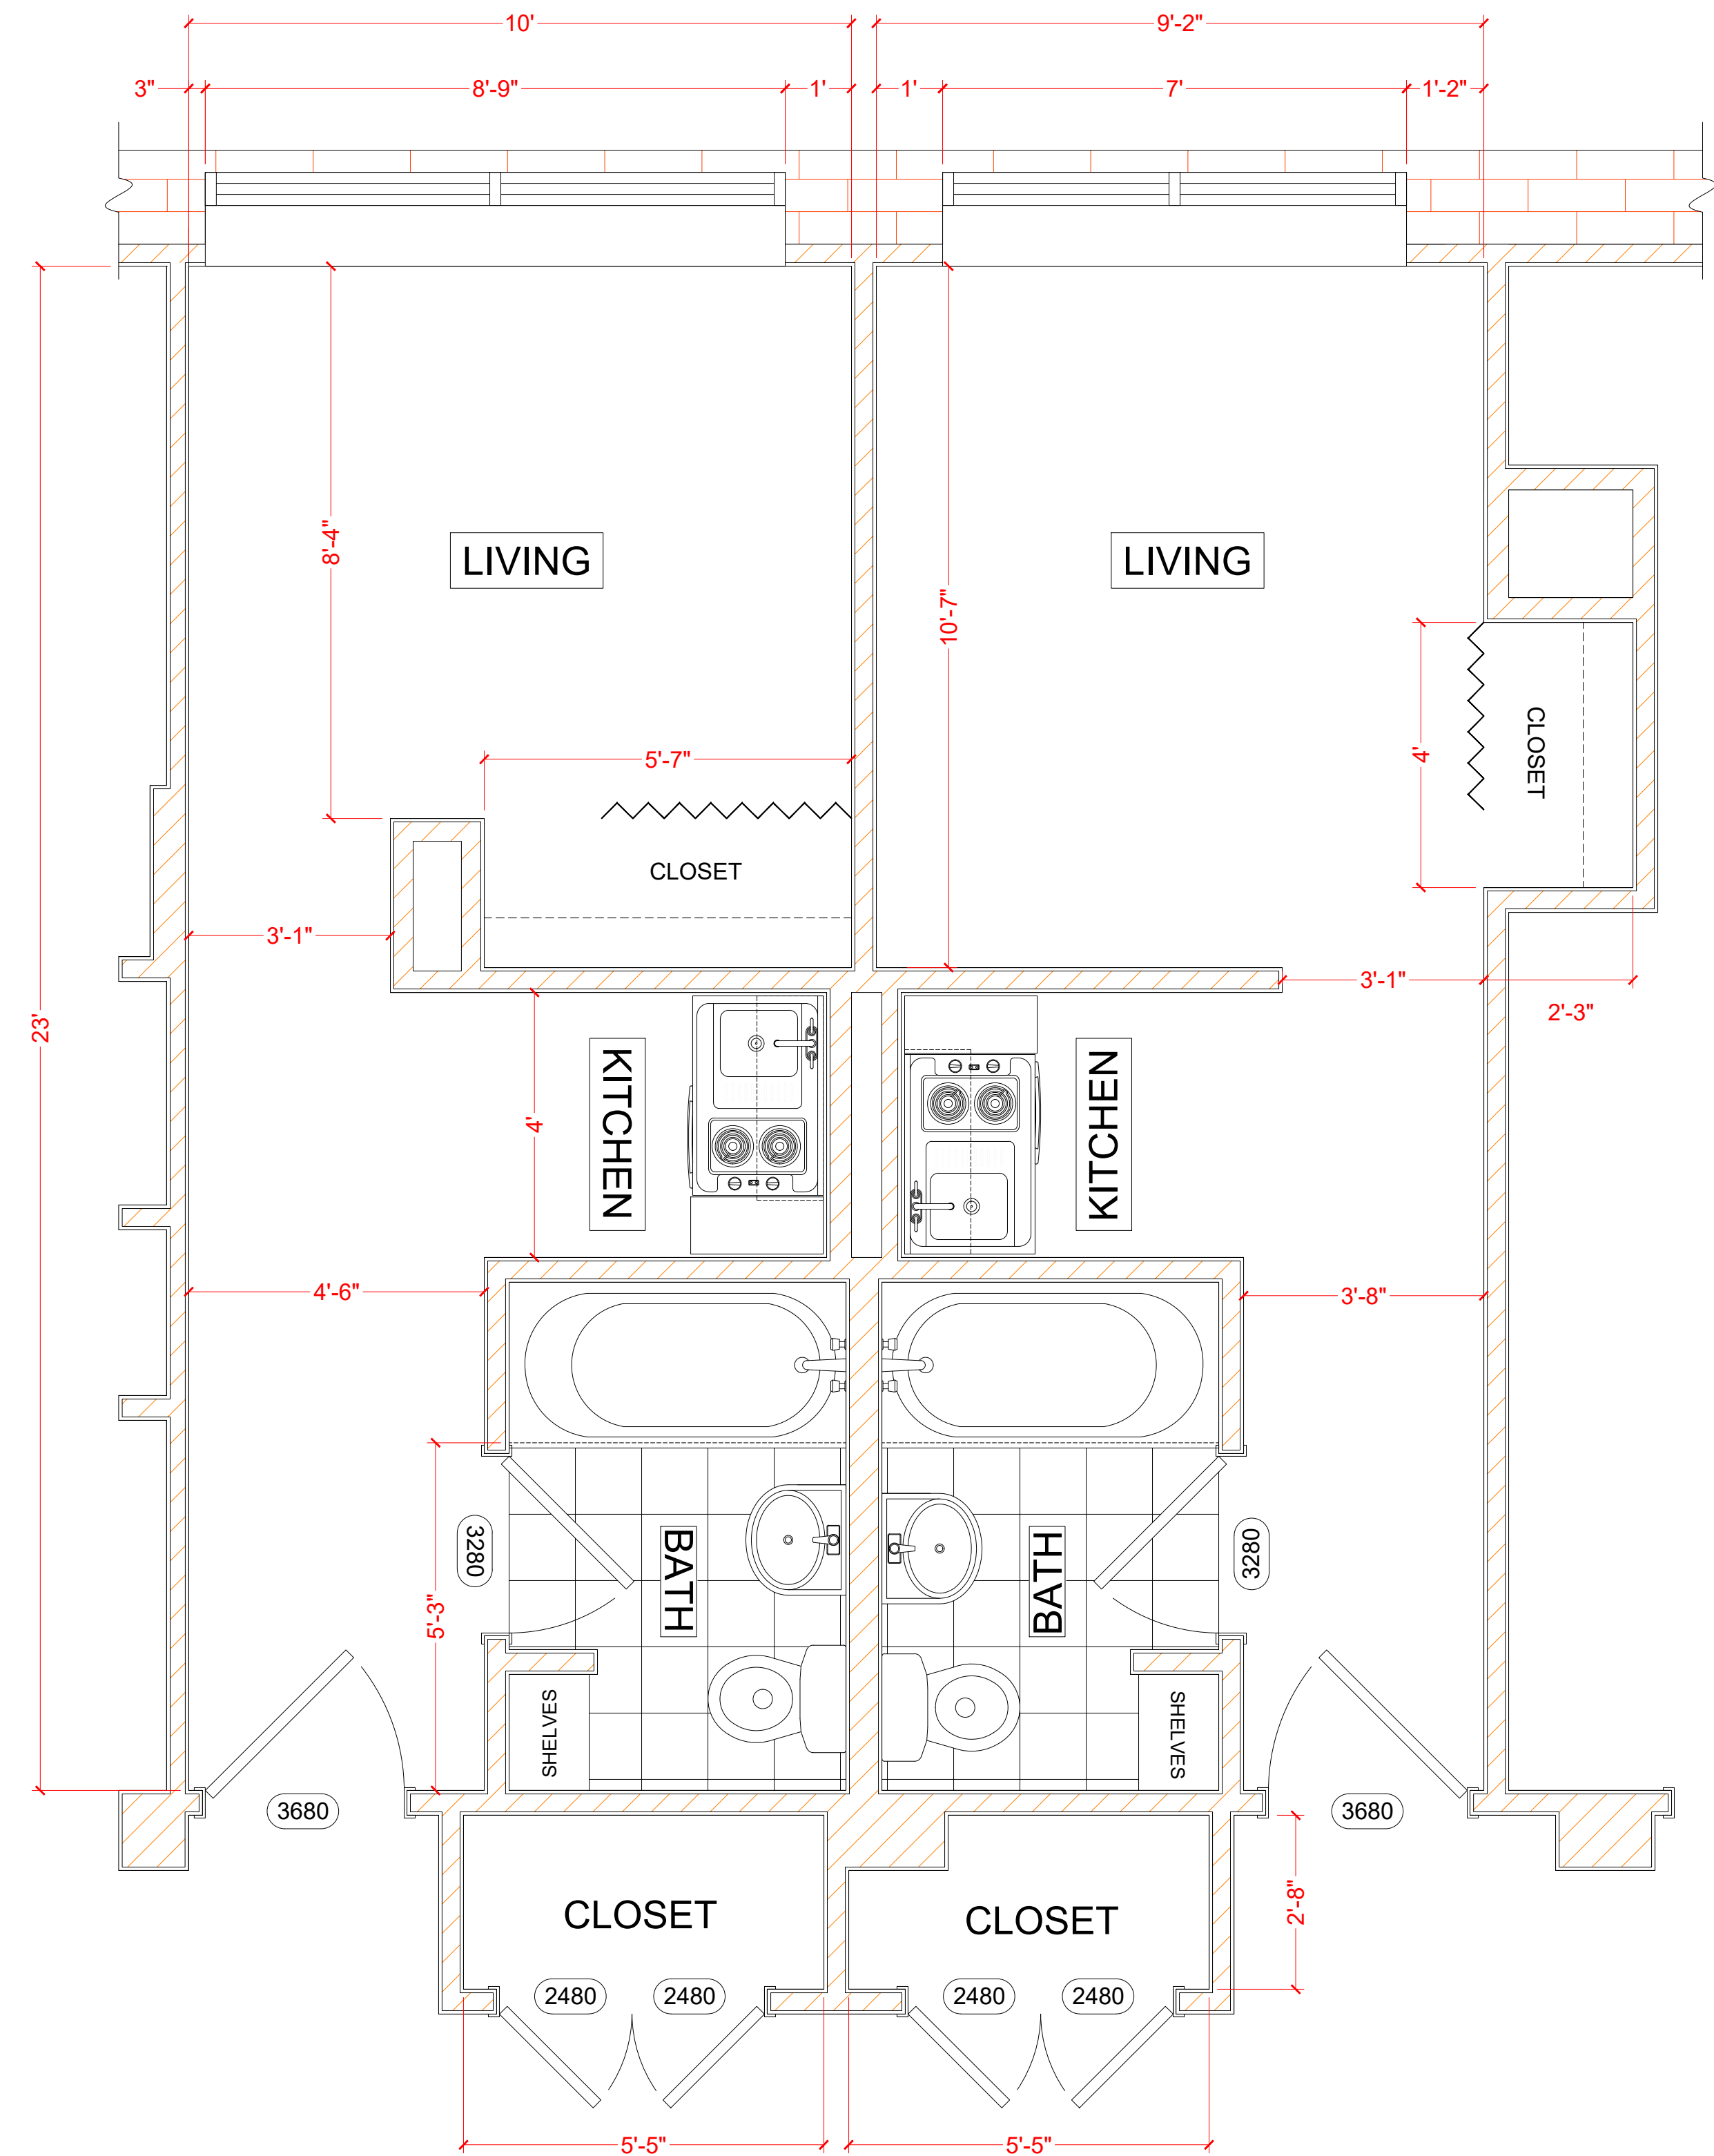 10'
9'-2"
3"
8'-9"
1'
1'
7'
1'-2"
8'-4"
LIVING
LIVING
10'-7"
5'-7"
4'
CLOSET
CLOSET
3'-1"
3'-1"
2'-3"
23'
KITCHEN
4'
KITCHEN
4'-6"
3'-8"
3280
BATH
BATH
3280
5'-3"
SHELVES
SHELVES
3680
3680
CLOSET
CLOSET
2'-8"
2480
2480
2480
2480
5'-5"
5'-5"